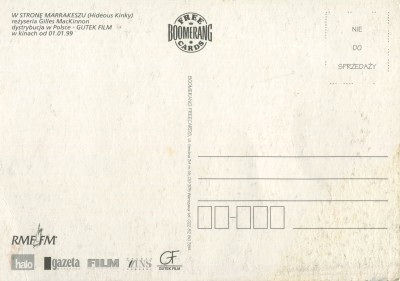 W STRONĘ MARRAKESZU (Hideous Kinky)
reżyseria Gilles MacKinnon
dystrybucja w Polsce - GUTEK FILM
w kinach od 01.01.99
FREE
BOOMERANG
CARDS
NIE
DO
SPRZEDAŻY
BOOMERANG FREECARDS
RMF FM
halo
gazeta
FILM
GF
GUTEK FILM